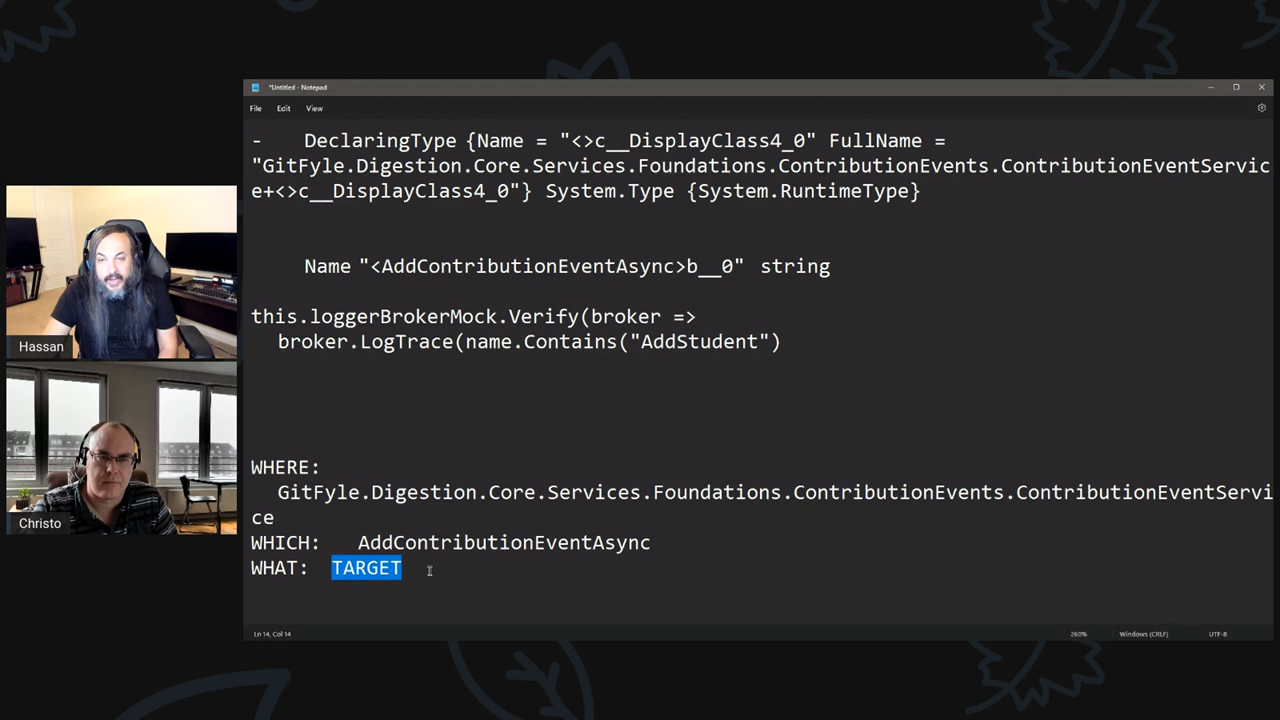 *Untitled - Notepad
File Edit View
- DeclaringType {Name = "<>c__DisplayClass4_0" FullName =
"GitFyle.Digestion.Core.Services.Foundations.ContributionEvents.ContributionEventServic
e+<>c__DisplayClass4_0"} System.Type {System.RuntimeType}
Name "<AddContributionEventAsync>b__0" string
this.loggerBrokerMock.Verify(broker =>
broker.LogTrace(name.Contains("AddStudent")
WHERE:
GitFyle.Digestion.Core.Services.Foundations.ContributionEvents.ContributionEventServi
ce
WHICH: AddContributionEventAsync
WHAT: TARGET
Ln 14, Col 14 260% Windows (CRLF) UTF-8
Hassan
Christo